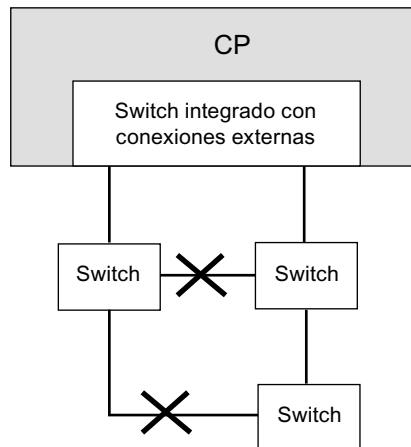 CP
Switch integrado con
conexiones externas
Switch
Switch
Switch